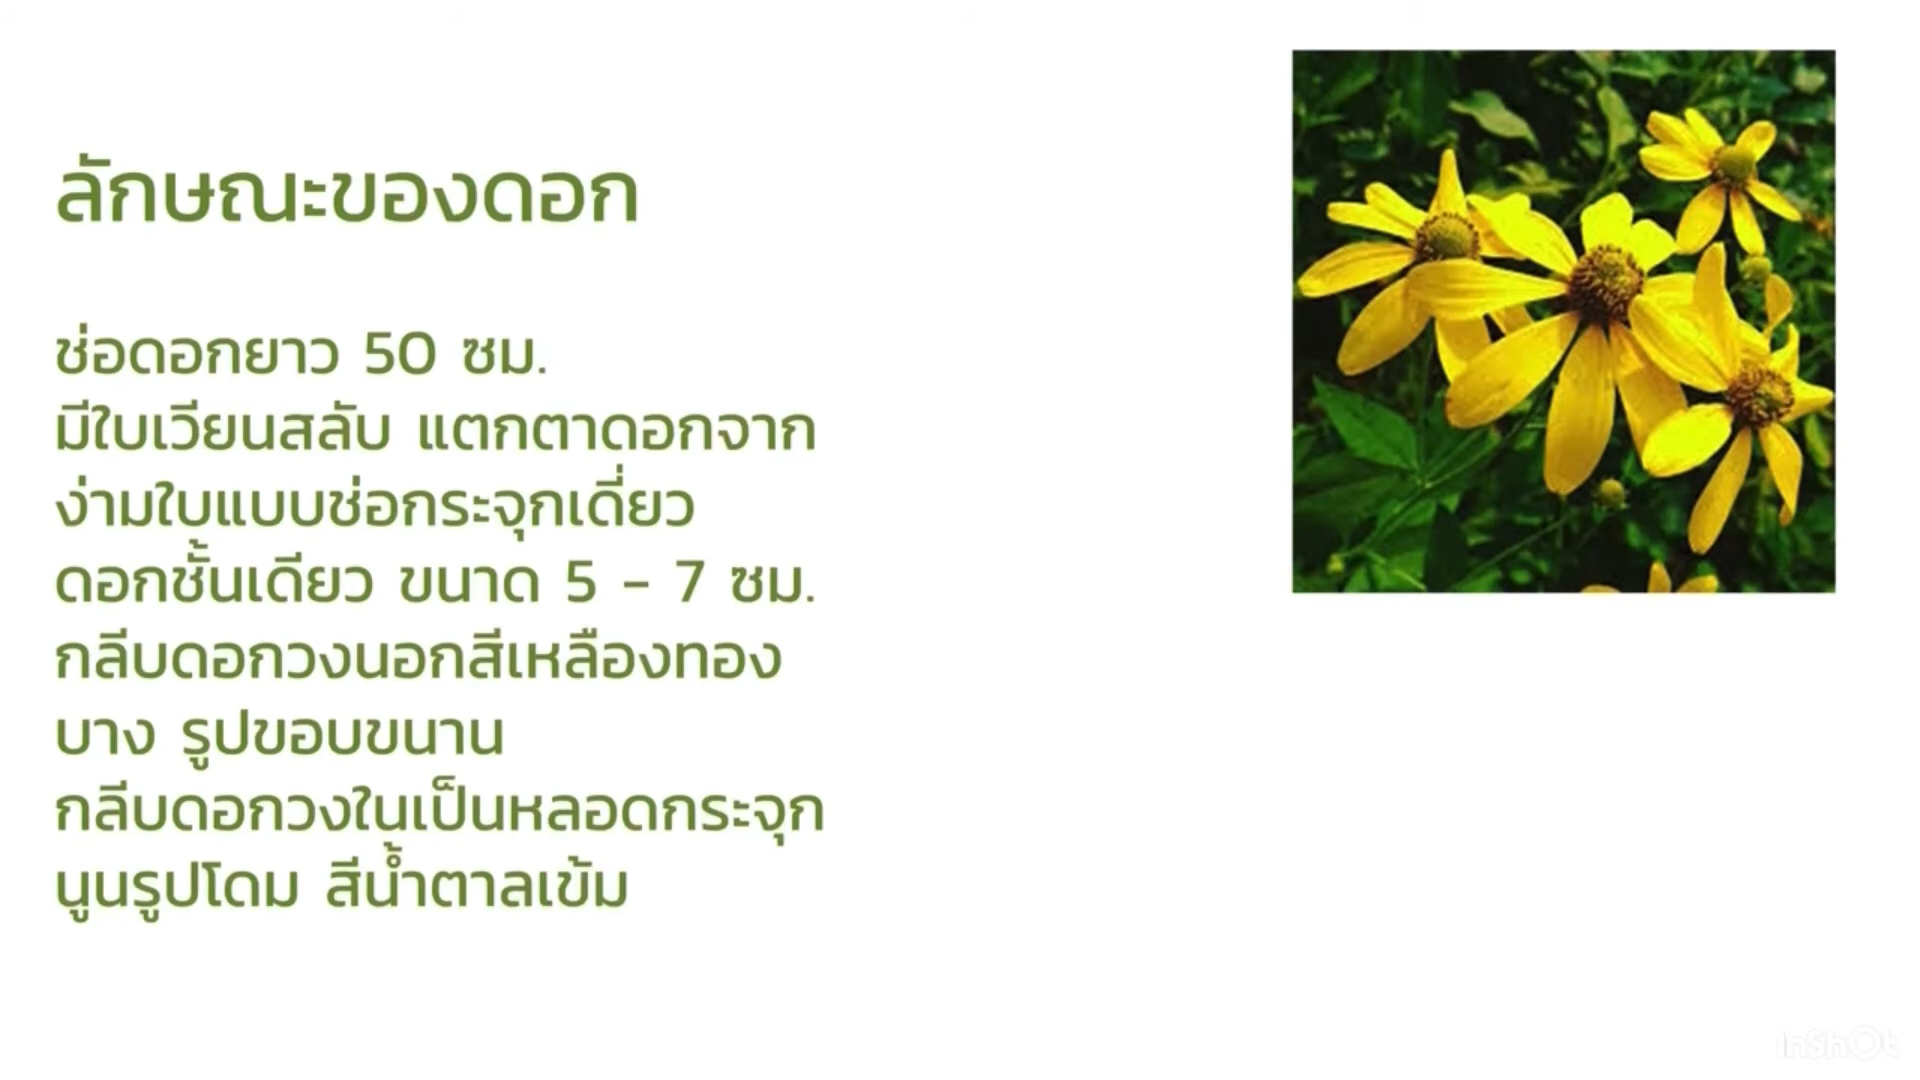 ลักษณะของดอก
ช่อดอกยาว 50 ซม.
มีใบเวียนสลับ แตกตาดอกจาก
ง่ามใบแบบช่อกระจุกเดี่ยว
ดอกชั้นเดียว ขนาด 5 - 7 ซม.
กลีบดอกวงนอกสีเหลืองทอง
บาง รูปขอบขนาน
กลีบดอกวงในเป็นหลอดกระจุก
นูนรูปโดม สีน้ำตาลเข้ม
InShOt